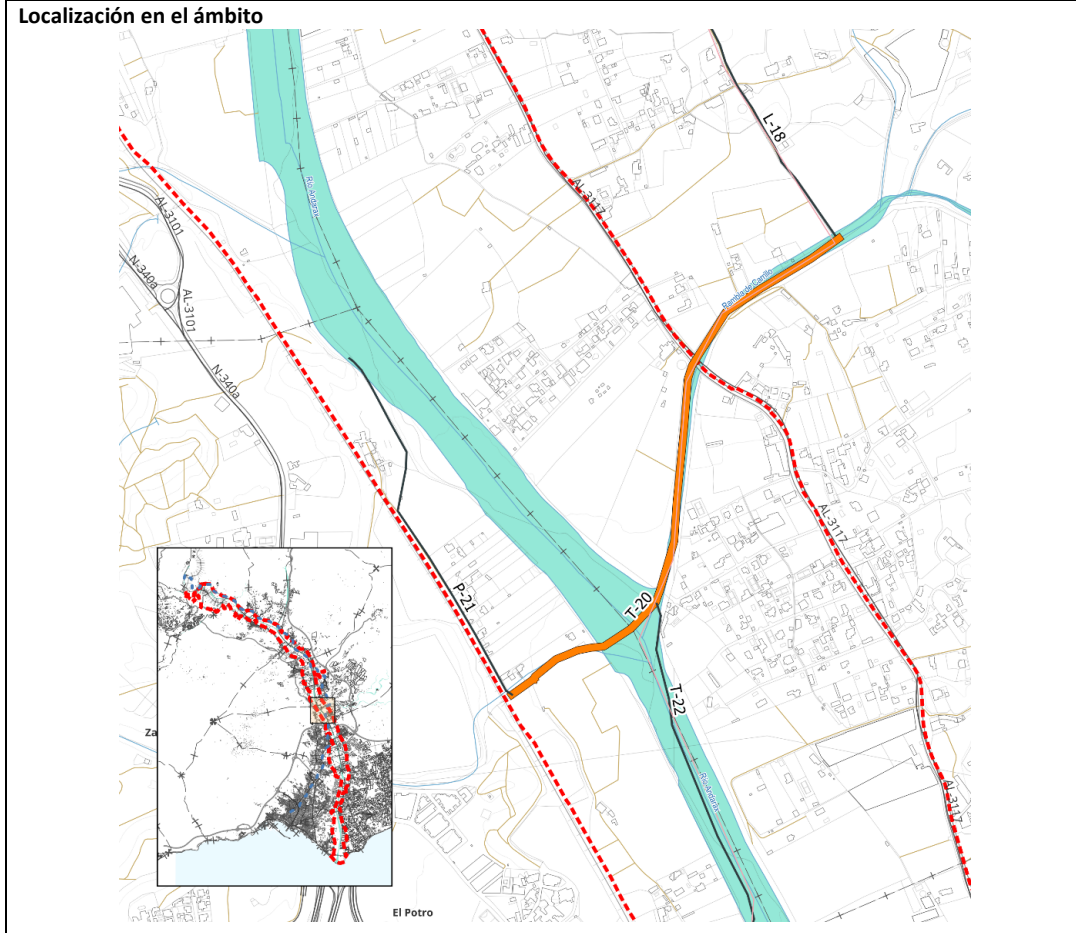 Localización en el ámbito
L-18
AL-3117
AL-3101
Río Andarax
N-340a
AL-3101
Rambla de Carrillo
N-340a
AL-3117
P-21
T-20
T-22
Za
Río Andarax
AL-3117
El Potro